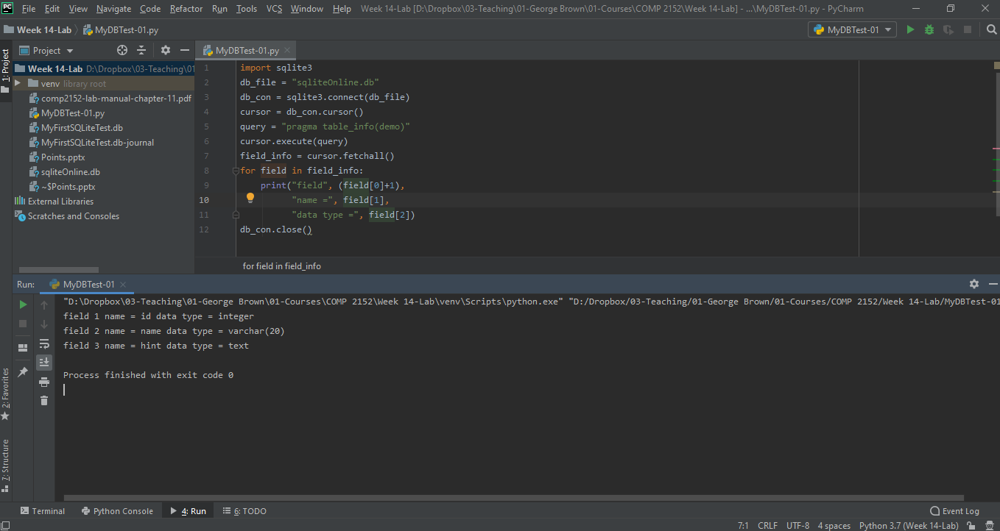 PC File Edit View Navigate Code Refactor Run Tools VCS Window Help Week 14-Lab [D:\Dropbox\03-Teaching\01-George Brown\01-Courses\COMP 2152\Week 14-Lab] - ...\MyDBTest-01.py - PyCharm
Week 14-Lab MyDBTest-01.py MyDBTest-01
1: Project
Project MyDBTest-01.py
Week 14-Lab D:\Dropbox\03-Teaching\01
venv library root
comp2152-lab-manual-chapter-11.pdf
MyDBTest-01.py
MyFirstSQLiteTest.db
MyFirstSQLiteTest.db-journal
Points.pptx
sqliteOnline.db
~$Points.pptx
External Libraries
Scratches and Consoles
1 import sqlite3
2 db_file = "sqliteOnline.db"
3 db_con = sqlite3.connect(db_file)
4 cursor = db_con.cursor()
5 query = "pragma table_info(demo)"
6 cursor.execute(query)
7 field_info = cursor.fetchall()
8 for field in field_info:
9 print("field", (field[0]+1),
10 "name =", field[1],
11 "data type =", field[2])
12 db_con.close()
for field in field_info
Run: MyDBTest-01
"D:\Dropbox\03-Teaching\01-George Brown\01-Courses\COMP 2152\Week 14-Lab\venv\Scripts\python.exe" "D:/Dropbox/03-Teaching/01-George Brown/01-Courses/COMP 2152/Week 14-Lab/MyDBTest-01
field 1 name = id data type = integer
field 2 name = name data type = varchar(20)
field 3 name = hint data type = text
Process finished with exit code 0
2: Favorites
7: Structure
Terminal Python Console 4: Run 6: TODO Event Log
7:1 CRLF UTF-8 4 spaces Python 3.7 (Week 14-Lab)